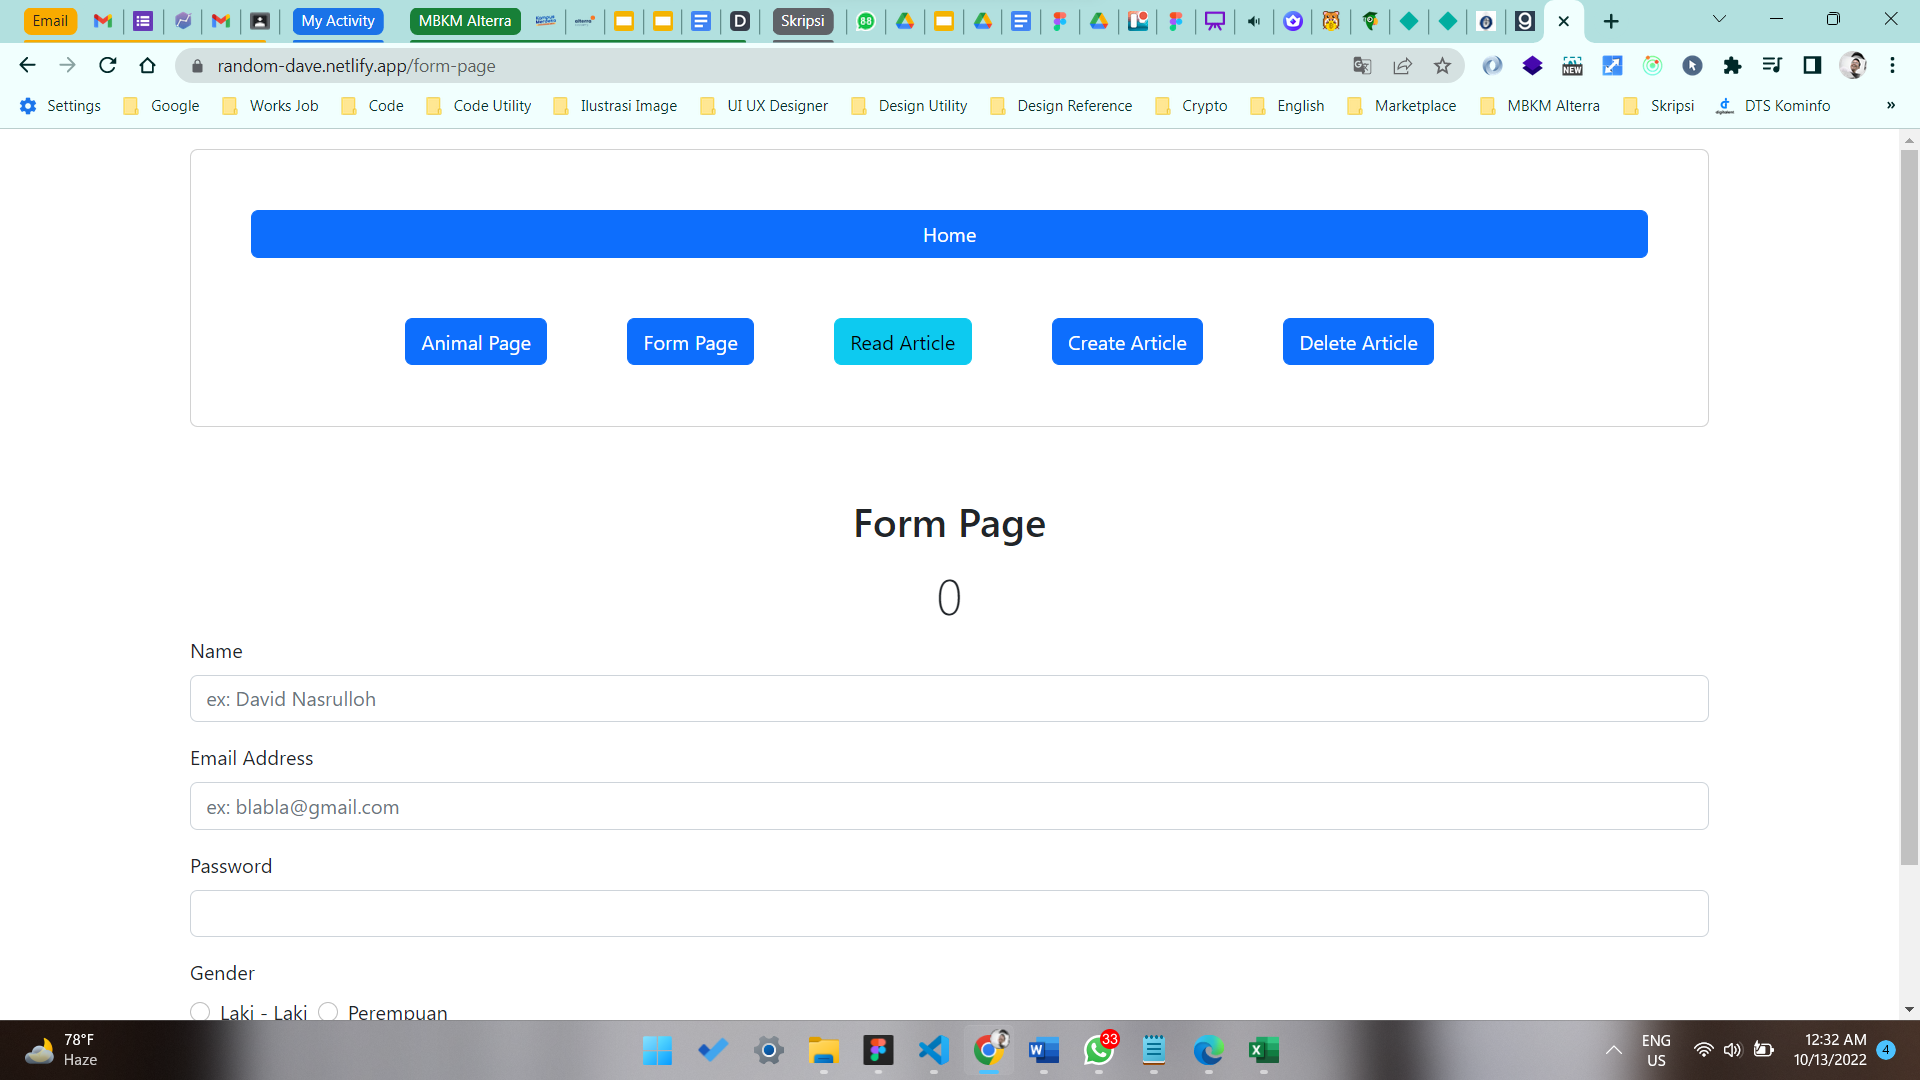 Email
My Activity
MBKM Alterra
Skripsi
88
random-dave.netlify.app/form-page
NEW
Settings
Google
Works Job
Code
Code Utility
Ilustrasi Image
UI UX Designer
Design Utility
Design Reference
Crypto
English
Marketplace
MBKM Alterra
Skripsi
DTS Kominfo
»
Home
Animal Page
Form Page
Read Article
Create Article
Delete Article
Form Page
0
Name
ex: David Nasrulloh
Email Address
ex: blabla@gmail.com
Password
Gender
Laki - Laki
Perempuan
78°F
Haze
33
ENG
US
12:32 AM
10/13/2022
4